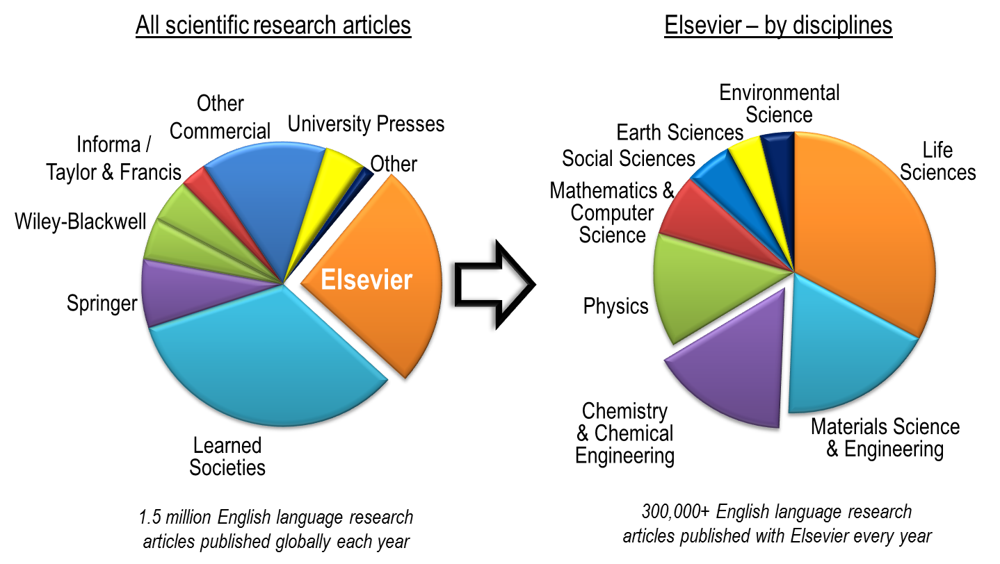 All scientific research articles
Other
Commercial
University Presses
Informa /
Taylor & Francis
Other
Wiley-Blackwell
Elsevier
Springer
Learned
Societies
1.5 million English language research
articles published globally each year
Elsevier – by disciplines
Environmental
Science
Earth Sciences
Life
Sciences
Social Sciences
Mathematics &
Computer
Science
Physics
Chemistry
& Chemical
Engineering
Materials Science
& Engineering
300,000+ English language research
articles published with Elsevier every year